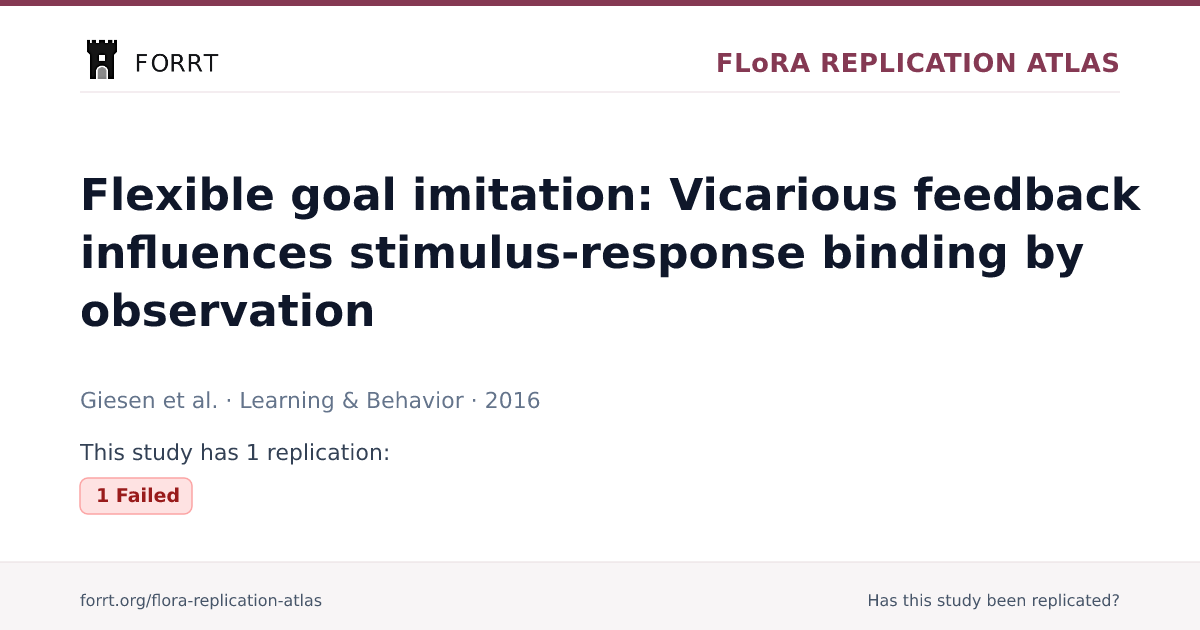 FORRT
FLoRA REPLICATION ATLAS
Flexible goal imitation: Vicarious feedback
influences stimulus-response binding by
observation
Giesen et al. · Learning & Behavior · 2016
This study has 1 replication:
1 Failed
forrt.org/flora-replication-atlas
Has this study been replicated?